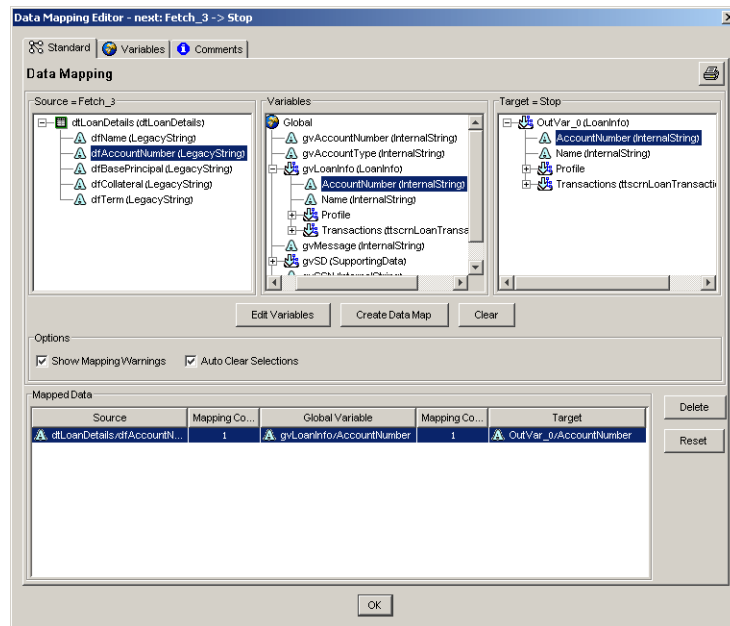 Data Mapping Editor - next: Fetch_3 -> Stop
Standard Variables Comments
Data Mapping
Source = Fetch_3
dtLoanDetails (dtLoanDetails)
dfName (LegacyString)
dfAccountNumber (LegacyString)
dfBasePrincipal (LegacyString)
dfCollateral (LegacyString)
dfTerm (LegacyString)
Variables
Global
gvAccountNumber (InternalString)
gvAccountType (InternalString)
gvLoanInfo (LoanInfo)
AccountNumber (InternalString)
Name (InternalString)
Profile
Transactions (ttscrnLoanTransa
gvMessage (InternalString)
gvSD (SupportingData)
Target = Stop
OutVar_0 (LoanInfo)
AccountNumber (InternalString)
Name (InternalString)
Profile
Transactions (ttscrnLoanTransacti
Edit Variables Create Data Map Clear
Options
Show Mapping Warnings Auto Clear Selections
Mapped Data
Source Mapping Co... Global Variable Mapping Co... Target
dtLoanDetails/dfAccountN... 1 gvLoanInfo/AccountNumber 1 OutVar_0/AccountNumber
Delete
Reset
OK